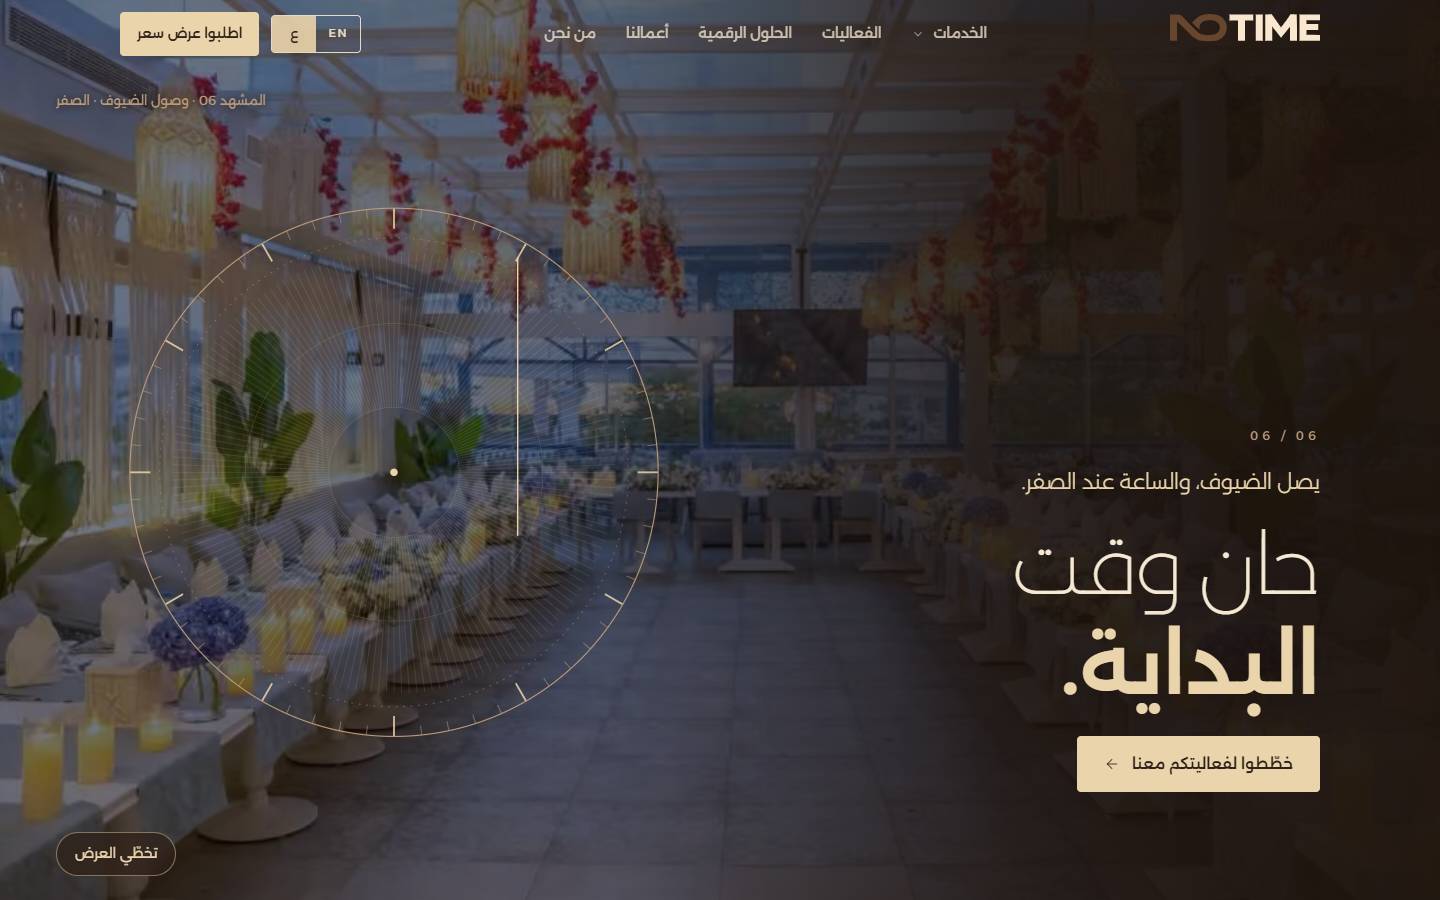 NOTIME
الخدمات
الفعاليات
الحلول الرقمية
أعمالنا
من نحن
EN
ع
اطلبوا عرض سعر
المشهد 06 · وصول الضيوف · الصفر
06 / 06
يصل الضيوف، والساعة عند الصفر.
حان وقت
البداية.
خطّطوا لفعاليتكم معنا
تخطّي العرض